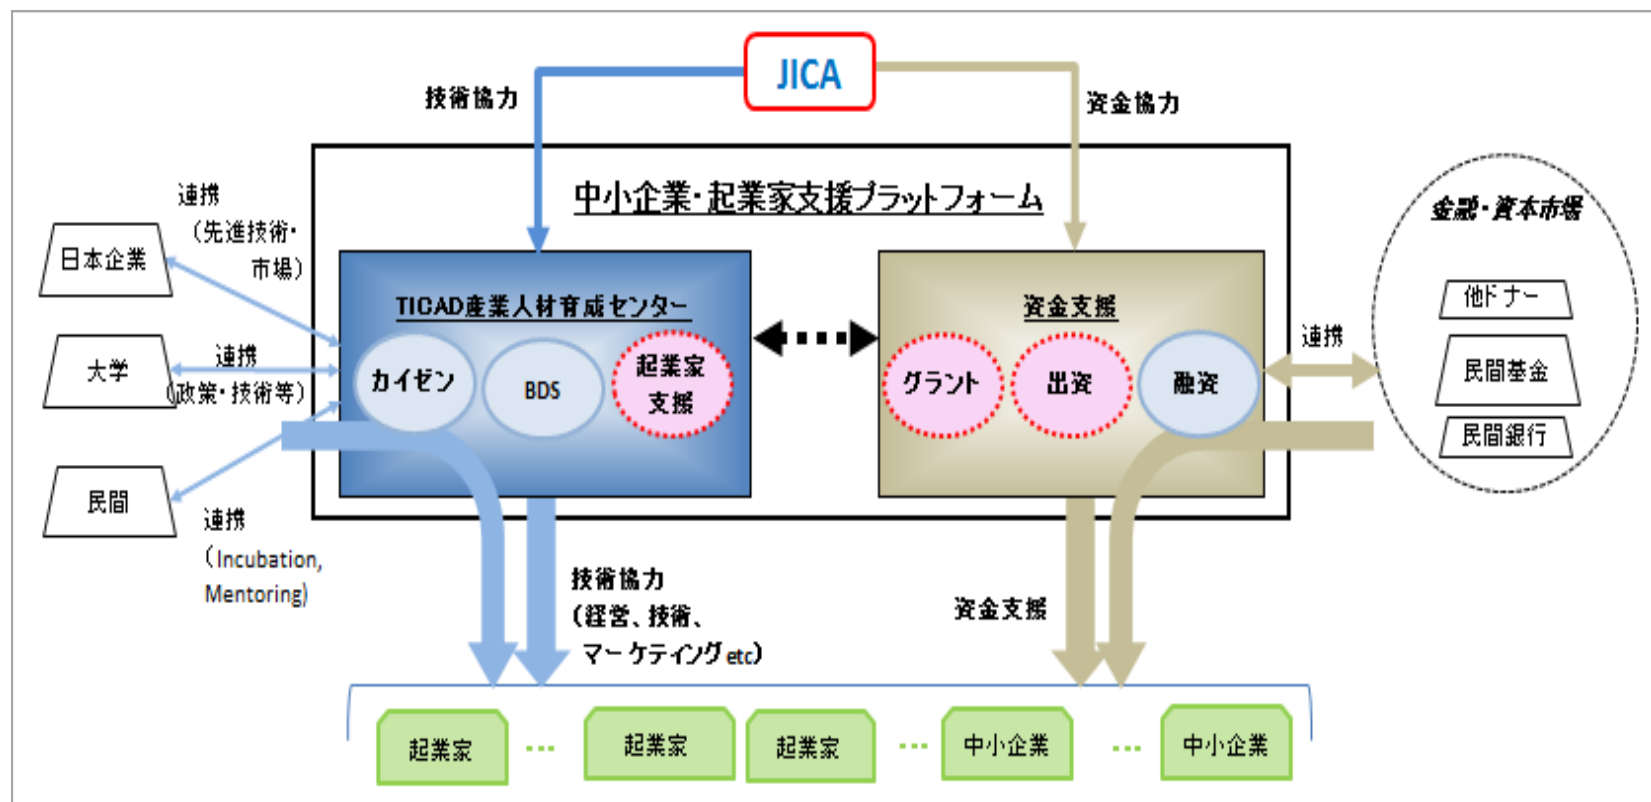 JICA
技術協力
資金協力
中小企業・起業家支援プラットフォーム
連携
（先進技術・
市場）
日本企業
大学
連携
（政策・技術等）
民間
連携
（Incubation,
Mentoring)
TICAD産業人材育成センター
カイゼン
BDS
起業家
支援
資金支援
グラント
出資
融資
連携
金融・資本市場
他ドナー
民間基金
民間銀行
技術協力
（経営、技術、
マーケティングetc）
資金支援
起業家
…
起業家
起業家
…
中小企業
…
中小企業